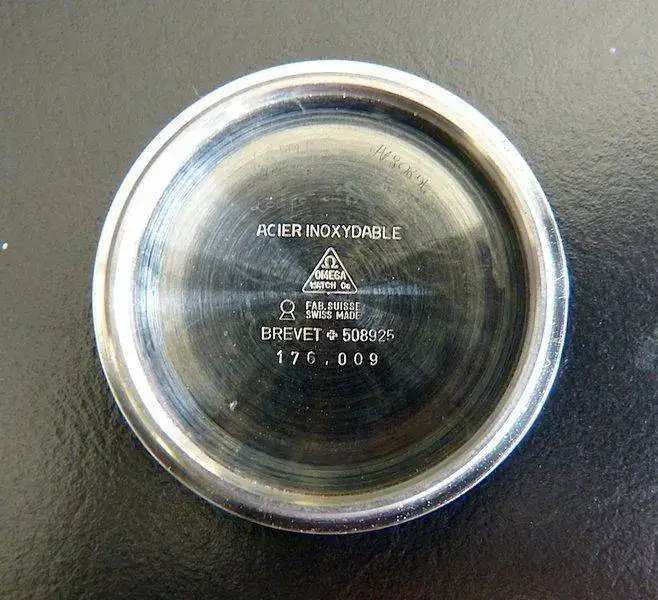 ACIER INOXYDABLE
Ω
OMEGA
WATCH Co
FAB. SUISSE
SWISS MADE
BREVET ✚ 508925
176.009